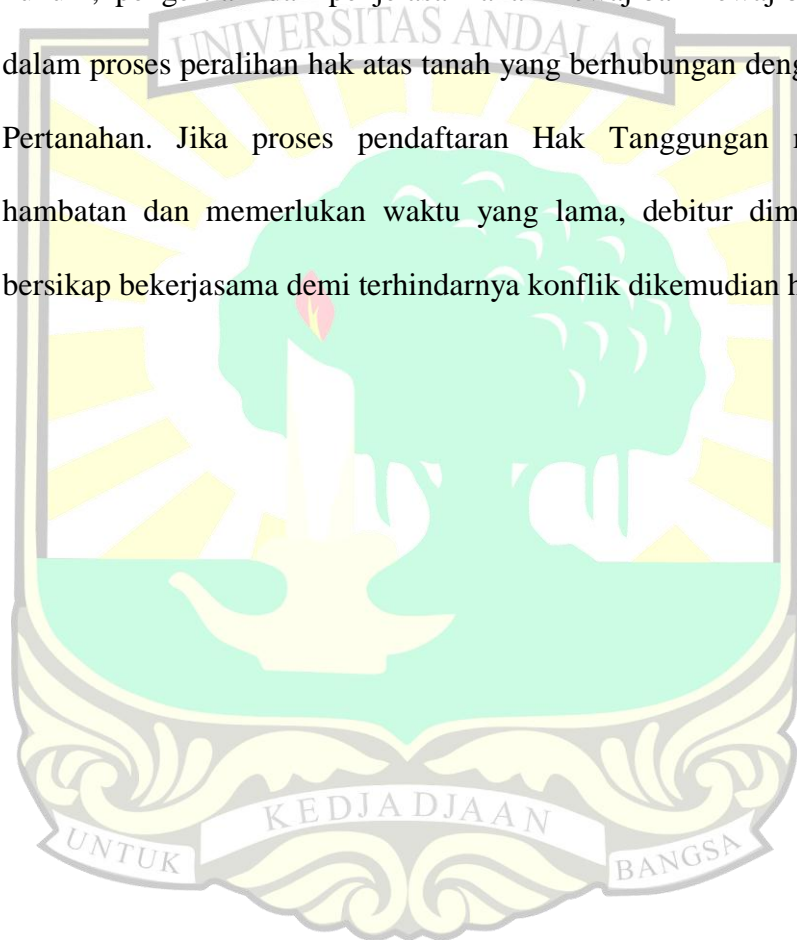 UNIVERSITAS ANDALAS
dalam proses peralihan hak atas tanah yang berhubungan deng
Pertanahan. Jika proses pendaftaran Hak Tanggungan
hambatan dan memerlukan waktu yang lama, debitur dim
bersikap bekerjasama demi terhindarnya konflik dikemudian h
UNTUK KEDJADJAAN BANGSA